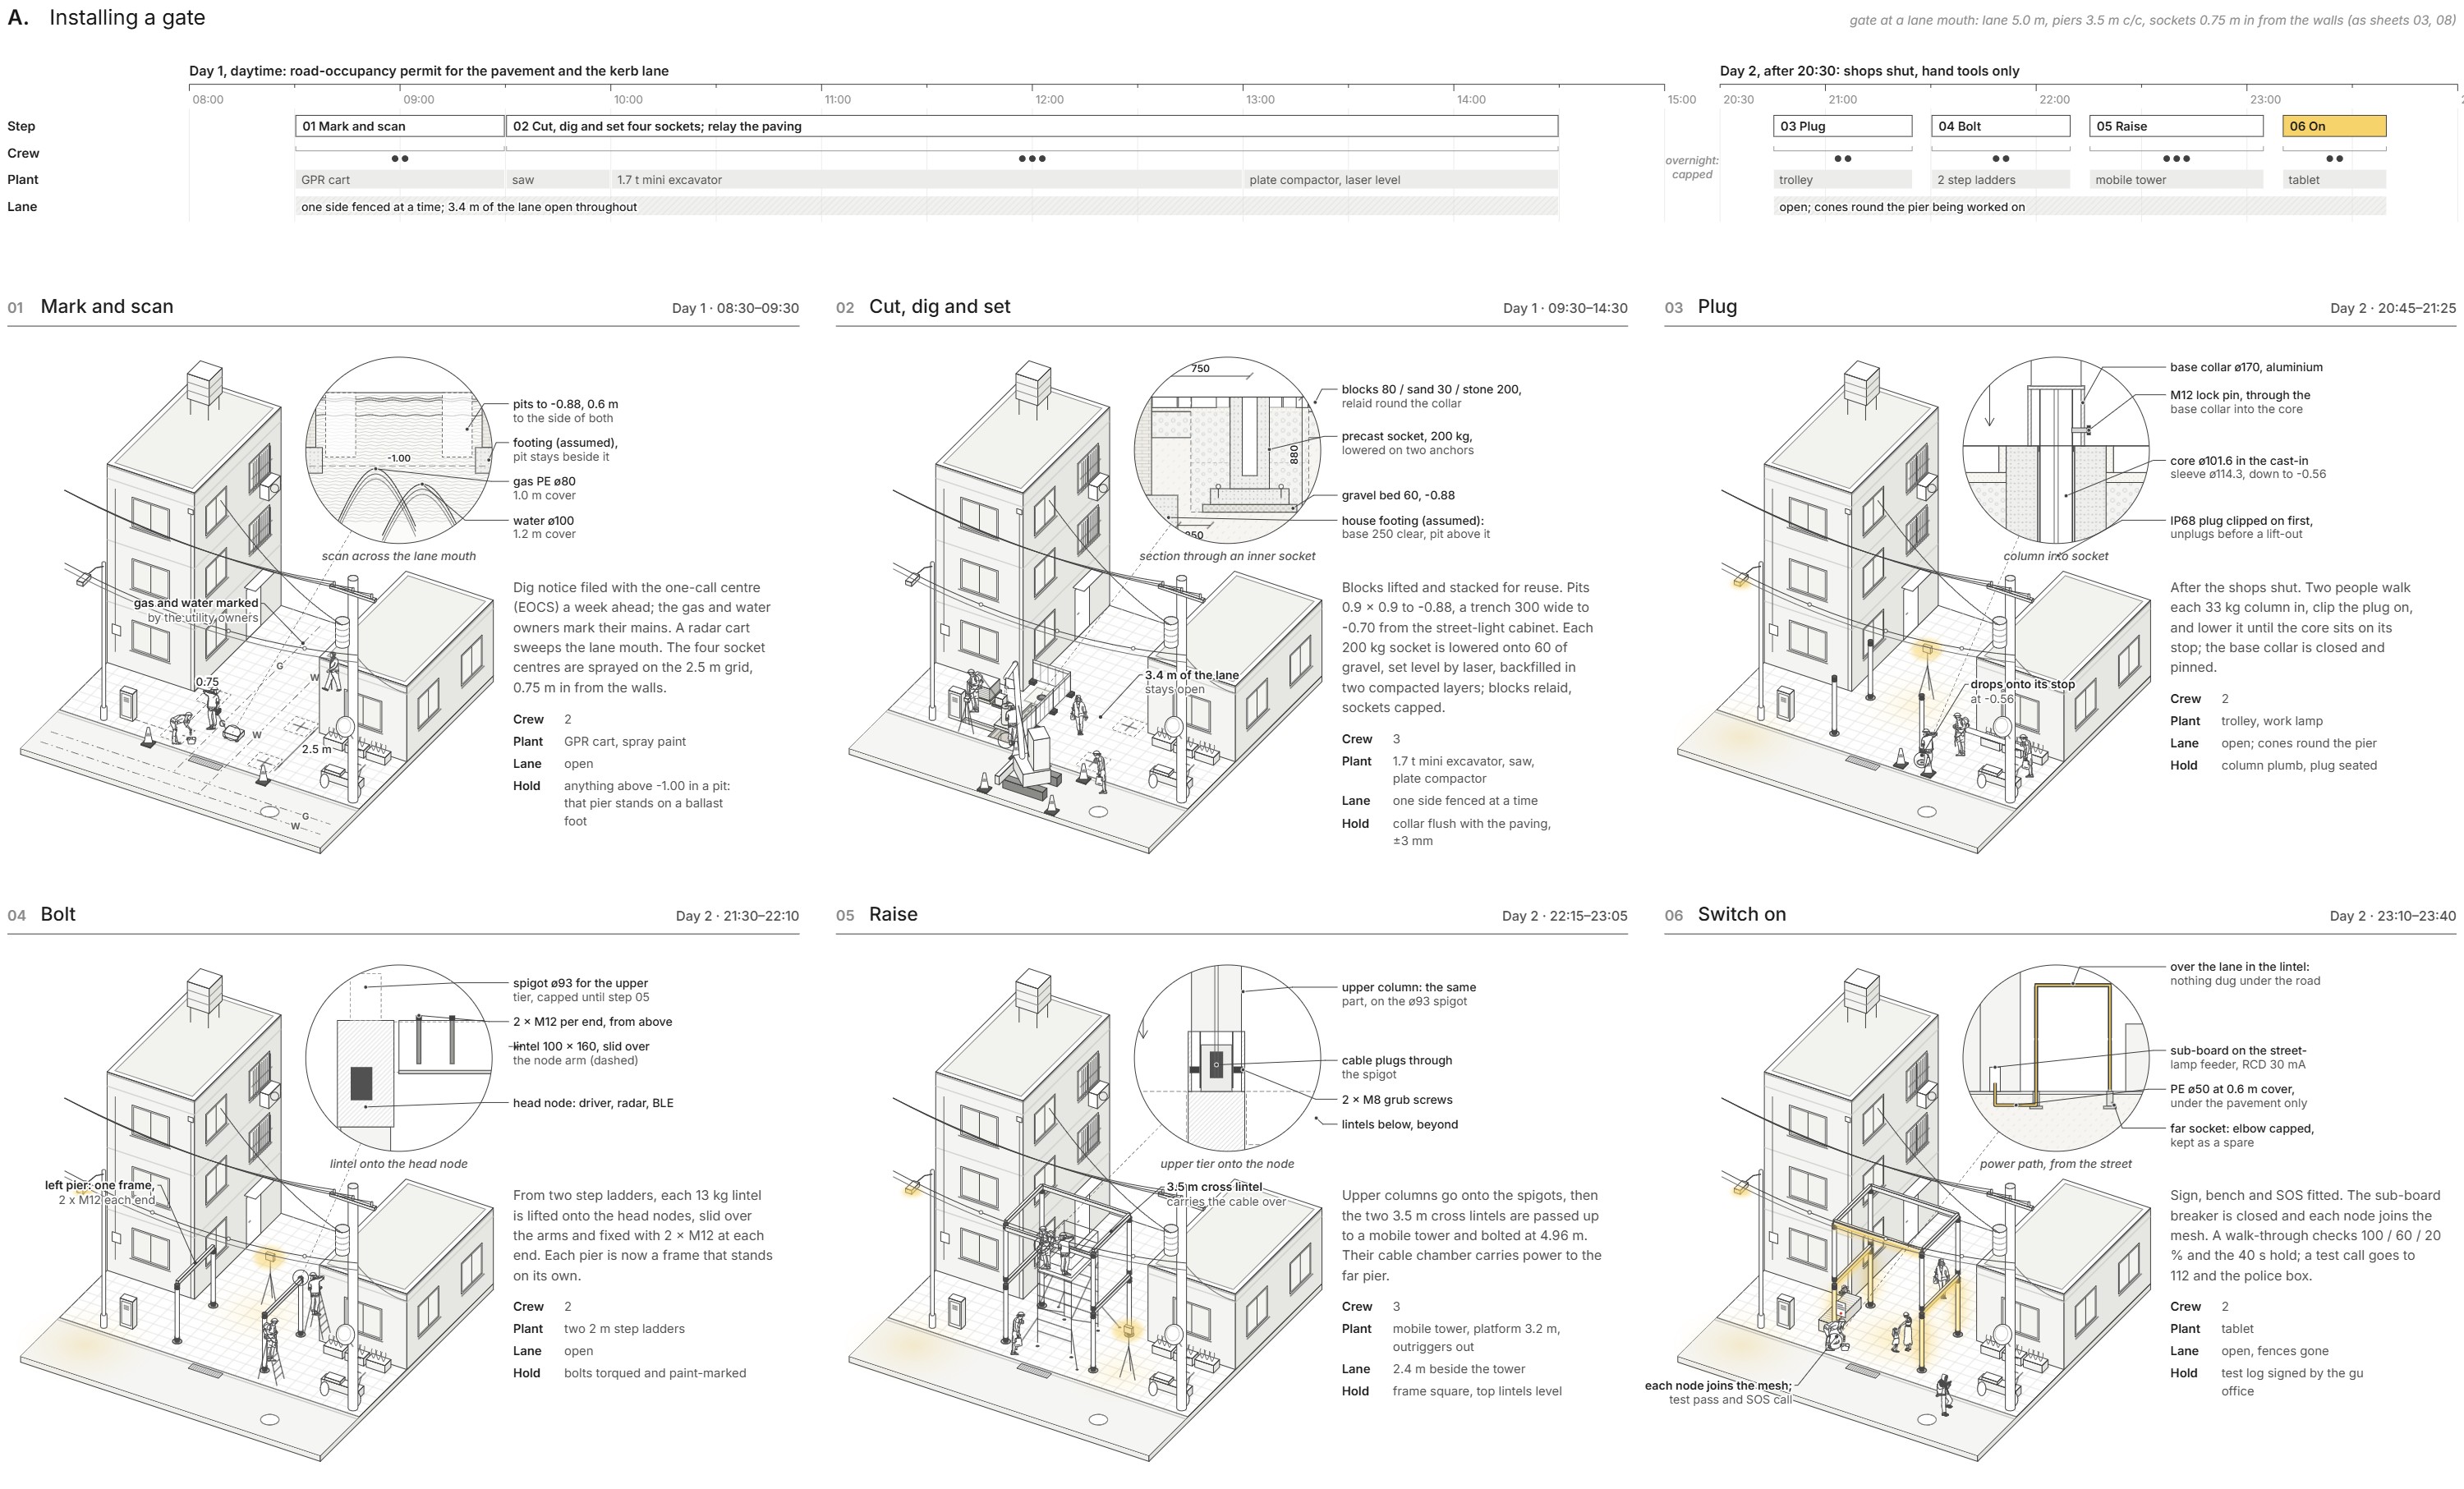 A. Installing a gate
gate at a lane mouth: lane 5.0 m, piers 3.5 m c/c, sockets 0.75 m in from the walls (as sheets 03, 08)
Day 1, daytime: road-occupancy permit for the pavement and the kerb lane
Day 2, after 20:30: shops shut, hand tools only
08:00 09:00 10:00 11:00 12:00 13:00 14:00 15:00 20:30 21:00 22:00 23:00
Step
01 Mark and scan
02 Cut, dig and set four sockets; relay the paving
03 Plug
04 Bolt
05 Raise
06 On
Crew
overnight:
capped
Plant
GPR cart
saw
1.7 t mini excavator
plate compactor, laser level
trolley
2 step ladders
mobile tower
tablet
Lane
one side fenced at a time; 3.4 m of the lane open throughout
open; cones round the pier being worked on
01 Mark and scan
Day 1 · 08:30–09:30
pits to -0.88, 0.6 m
to the side of both
footing (assumed),
pit stays beside it
-1.00
gas PE ø80
1.0 m cover
water ø100
1.2 m cover
scan across the lane mouth
gas and water marked
by the utility owners
0.75
2.5 m
G
W
G
W
G
W
Dig notice filed with the one-call centre
(EOCS) a week ahead; the gas and water
owners mark their mains. A radar cart
sweeps the lane mouth. The four socket
centres are sprayed on the 2.5 m grid,
0.75 m in from the walls.
Crew 2
Plant GPR cart, spray paint
Lane open
Hold anything above -1.00 in a pit:
that pier stands on a ballast
foot
02 Cut, dig and set
Day 1 · 09:30–14:30
750
880
blocks 80 / sand 30 / stone 200,
relaid round the collar
precast socket, 200 kg,
lowered on two anchors
gravel bed 60, -0.88
house footing (assumed):
base 250 clear, pit above it
section through an inner socket
3.4 m of the lane
stays open
Blocks lifted and stacked for reuse. Pits
0.9 × 0.9 to -0.88, a trench 300 wide to
-0.70 from the street-light cabinet. Each
200 kg socket is lowered onto 60 of
gravel, set level by laser, backfilled in
two compacted layers; blocks relaid,
sockets capped.
Crew 3
Plant 1.7 t mini excavator, saw,
plate compactor
Lane one side fenced at a time
Hold collar flush with the paving,
±3 mm
03 Plug
Day 2 · 20:45–21:25
base collar ø170, aluminium
M12 lock pin, through the
base collar into the core
core ø101.6 in the cast-in
sleeve ø114.3, down to -0.56
IP68 plug clipped on first,
unplugs before a lift-out
column into socket
drops onto its stop
at -0.56
After the shops shut. Two people walk
each 33 kg column in, clip the plug on,
and lower it until the core sits on its
stop; the base collar is closed and
pinned.
Crew 2
Plant trolley, work lamp
Lane open; cones round the pier
Hold column plumb, plug seated
04 Bolt
Day 2 · 21:30–22:10
spigot ø93 for the upper
tier, capped until step 05
2 × M12 per end, from above
lintel 100 × 160, slid over
the node arm (dashed)
head node: driver, radar, BLE
lintel onto the head node
left pier: one frame,
2 x M12 each end
From two step ladders, each 13 kg lintel
is lifted onto the head nodes, slid over
the arms and fixed with 2 × M12 at each
end. Each pier is now a frame that stands
on its own.
Crew 2
Plant two 2 m step ladders
Lane open
Hold bolts torqued and paint-marked
05 Raise
Day 2 · 22:15–23:05
upper column: the same
part, on the ø93 spigot
cable plugs through
the spigot
2 × M8 grub screws
lintels below, beyond
upper tier onto the node
3.5 m cross lintel
carries the cable over
Upper columns go onto the spigots, then
the two 3.5 m cross lintels are passed up
to a mobile tower and bolted at 4.96 m.
Their cable chamber carries power to the
far pier.
Crew 3
Plant mobile tower, platform 3.2 m,
outriggers out
Lane 2.4 m beside the tower
Hold frame square, top lintels level
06 Switch on
Day 2 · 23:10–23:40
over the lane in the lintel:
nothing dug under the road
sub-board on the street-
lamp feeder, RCD 30 mA
PE ø50 at 0.6 m cover,
under the pavement only
far socket: elbow capped,
kept as a spare
power path, from the street
each node joins the mesh;
test pass and SOS call
Sign, bench and SOS fitted. The sub-board
breaker is closed and each node joins the
mesh. A walk-through checks 100 / 60 / 20
% and the 40 s hold; a test call goes to
112 and the police box.
Crew 2
Plant tablet
Lane open, fences gone
Hold test log signed by the gu
office